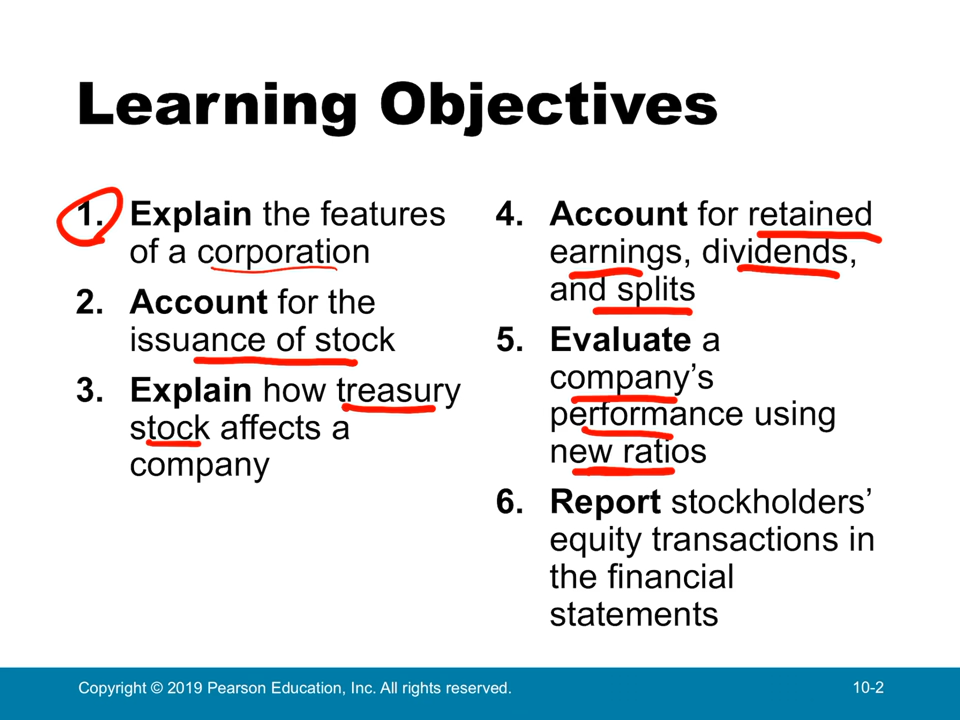 Learning Objectives
1. Explain the features
of a corporation
2. Account for the
issuance of stock
3. Explain how treasury
stock affects a
company
4. Account for retained
earnings, dividends,
and splits
5. Evaluate a
company’s
performance using
new ratios
6. Report stockholders’
equity transactions in
the financial
statements
Copyright © 2019 Pearson Education, Inc. All rights reserved.
10-2